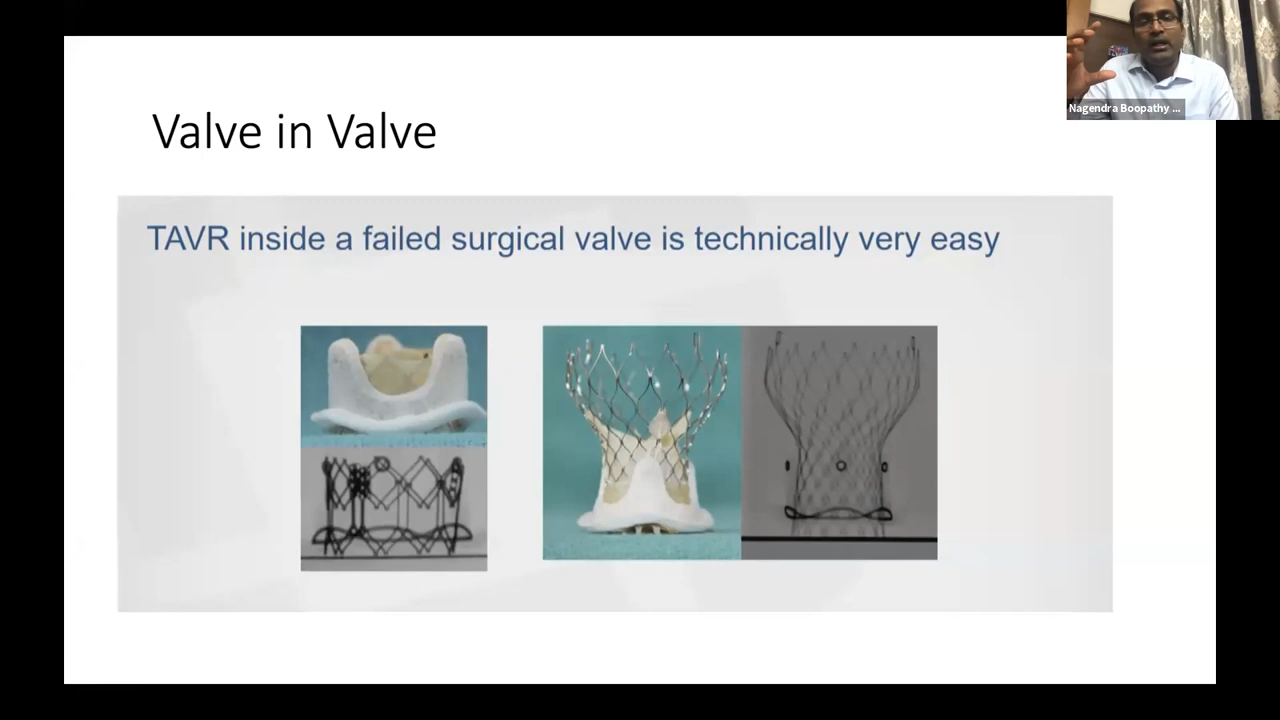 Nagendra Boopathy ...
Valve in Valve
TAVR inside a failed surgical valve is technically very easy